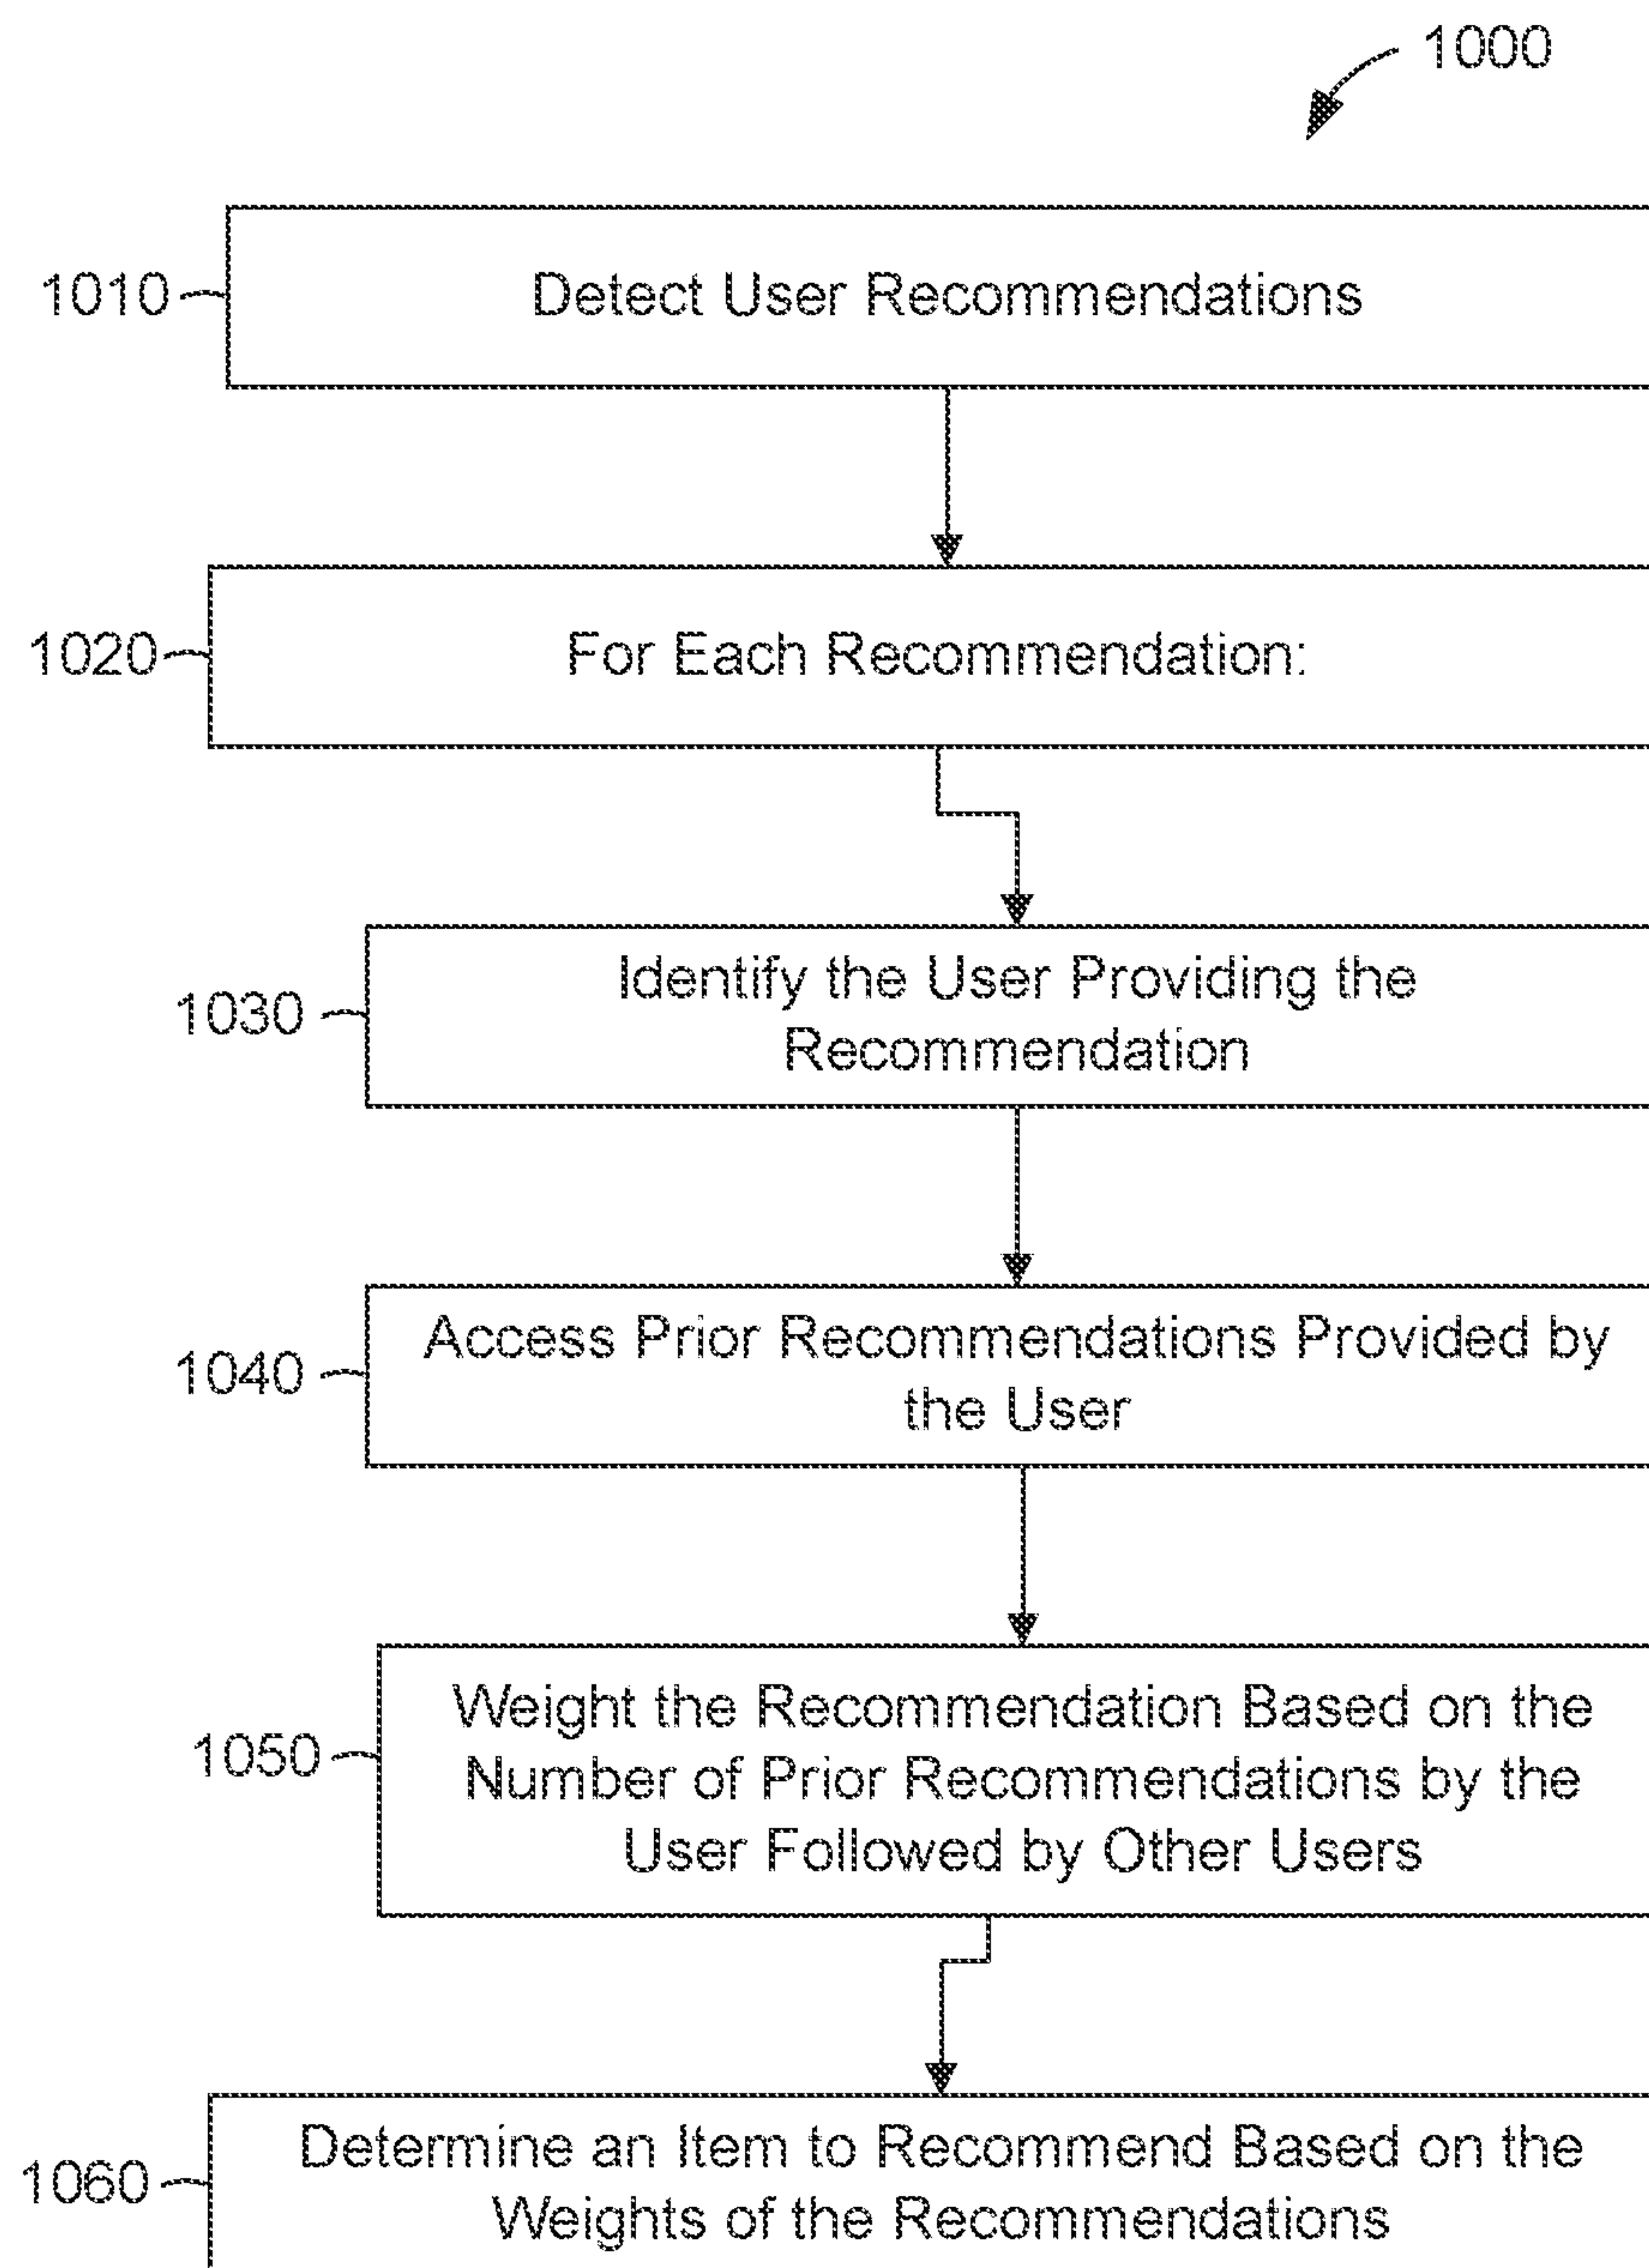 1000
1010
Detect User Recommendations
1020
For Each Recommendation:
1030
Identify the User Providing the
Recommendation
1040
Access Prior Recommendations Provided by
the User
1050
Weight the Recommendation Based on the
Number of Prior Recommendations by the
User Followed by Other Users
1060
Determine an Item to Recommend Based on the
Weights of the Recommendations